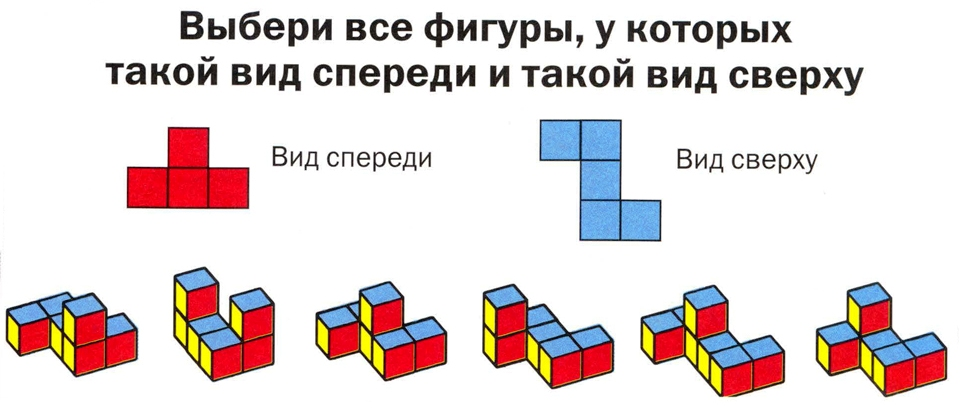 Выбери все фигуры, у которых
такой вид спереди и такой вид сверху
Вид спереди
Вид сверху